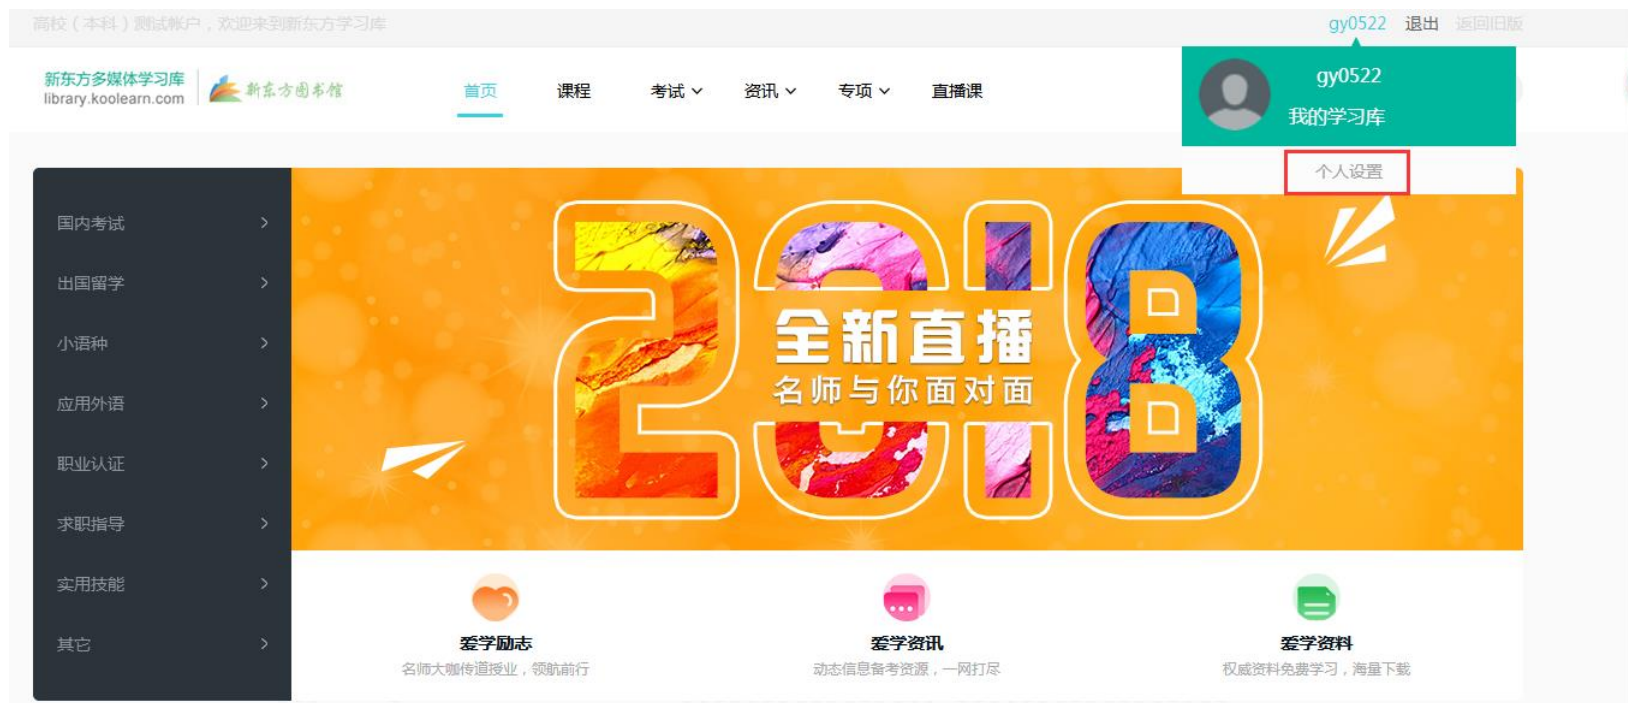 高校（本科）测试帐户，欢迎来到新东方学习库
gy0522 退出 返回旧版
新东方多媒体学习库
library.koolearn.com
新东方图书馆
首页 课程 考试 资讯 专项 直播课
gy0522
我的学习库
个人设置
国内考试
出国留学
小语种
应用外语
职业认证
求职指导
实用技能
其它
2018
全新直播
名师与你面对面
爱学励志
名师大咖传道授业，领航前行
爱学资讯
动态信息备考资源，一网打尽
爱学资料
权威资料免费学习，海量下载